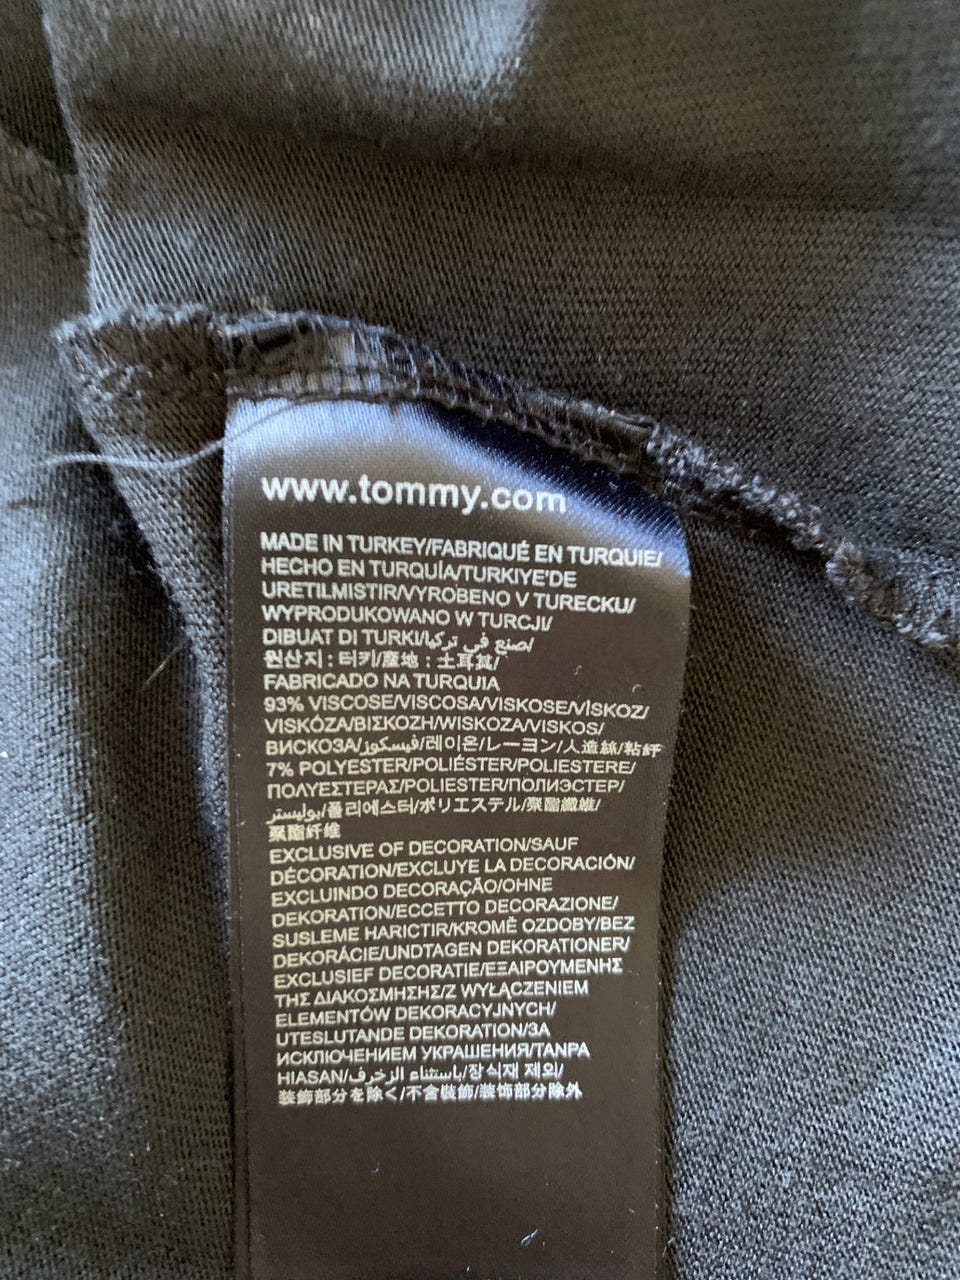 www.tommy.com
MADE IN TURKEY/FABRIQUÉ EN TURQUIE/
HECHO EN TURQUÍA/TURKIYE'DE
URETILMISTIR/VYROBENO V TURECKU/
WYPRODUKOWANO W TURCJI/
DIBUAT DI TURKI/صنع في تركيا/
원산지 : 터키/産地 : 土耳其/
FABRICADO NA TURQUIA
93% VISCOSE/VISCOSA/VISKOSE/VİSKOZ/
VISKÓZA/ΒΙΣΚΟΖΗ/WISKOZA/VISKOS/
ВИСКОЗА/فيسكوز/레이온/レーヨン/人造絲/粘纤
7% POLYESTER/POLIÉSTER/POLIESTERE/
ΠΟΛΥΕΣΤΕΡΑΣ/POLIESTER/ПОЛИЭСТЕР/
بوليستر/폴리에스터/ポリエステル/聚酯纖維/
聚酯纤维
EXCLUSIVE OF DECORATION/SAUF
DÉCORATION/EXCLUYE LA DECORACIÓN/
EXCLUINDO DECORAÇÃO/OHNE
DEKORATION/ECCETTO DECORAZIONE/
SUSLEME HARICTIR/KROMĚ OZDOBY/BEZ
DEKORÁCIE/UNDTAGEN DEKORATIONER/
EXCLUSIEF DECORATIE/ΕΞΑΙΡΟΥΜΕΝΗΣ
ΤΗΣ ΔΙΑΚΟΣΜΗΣΗΣ/Z WYŁĄCZENIEM
ELEMENTÓW DEKORACYJNYCH/
UTESLUTANDE DEKORATION/ЗА
ИСКЛЮЧЕНИЕМ УКРАШЕНИЯ/TANPA
HIASAN/باستثناء الزخرف/장식재 제외/
装飾部分を除く/不含裝飾/装饰部分除外